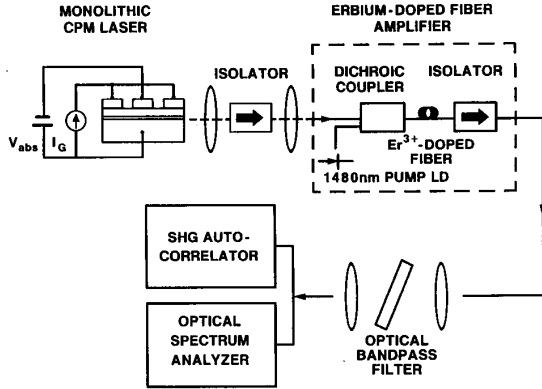 MONOLITHIC
CPM LASER
ERBIUM-DOPED FIBER
AMPLIFIER
ISOLATOR
DICHROIC
COUPLER
ISOLATOR
Vabs
IG
Er3+-DOPED
FIBER
1480nm PUMP LD
SHG AUTO-
CORRELATOR
OPTICAL
SPECTRUM
ANALYZER
OPTICAL
BANDPASS
FILTER